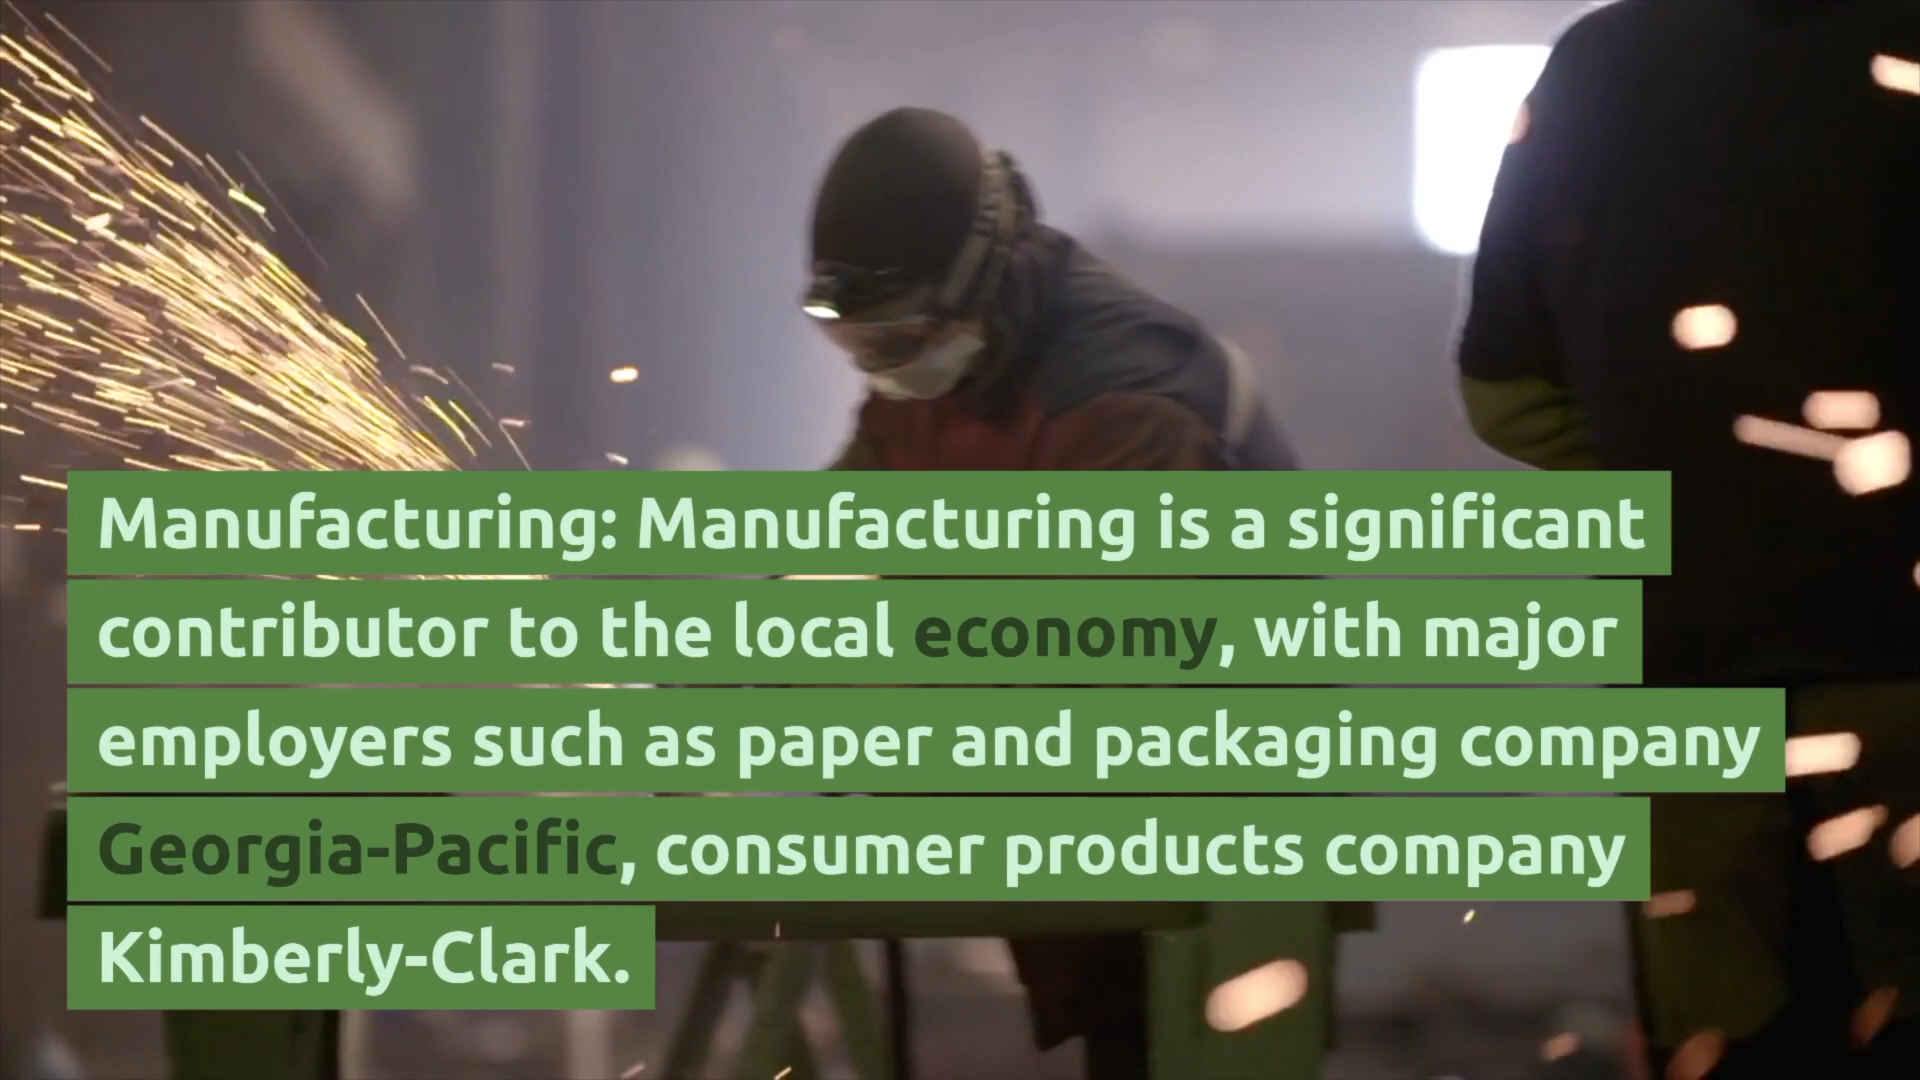 Manufacturing: Manufacturing is a significant
contributor to the local economy, with major
employers such as paper and packaging company
Georgia-Pacific, consumer products company
Kimberly-Clark.